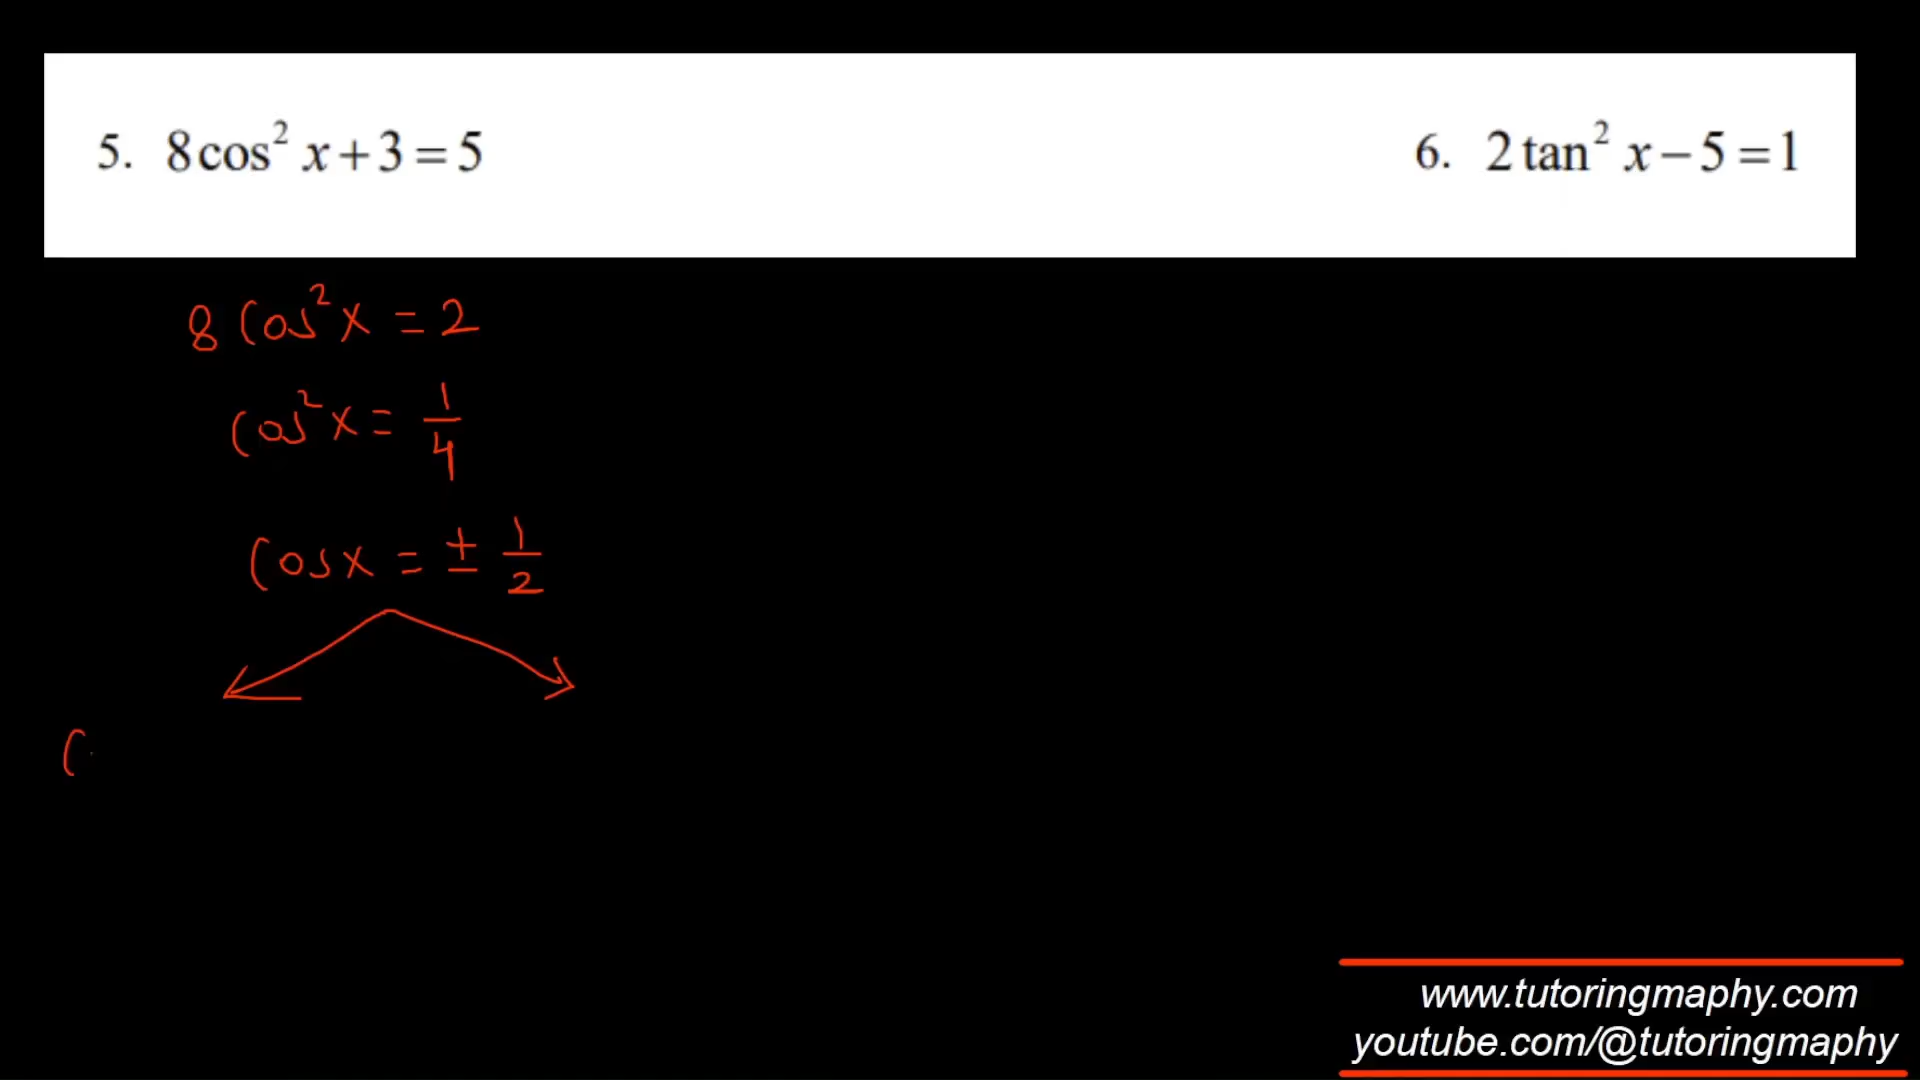 5. 8cos² x+3=5
6. 2tan² x−5=1
8 Cos²x = 2
Cos²x = 1/4
Cosx = ± 1/2
(
www.tutoringmaphy.com
youtube.com/@tutoringmaphy